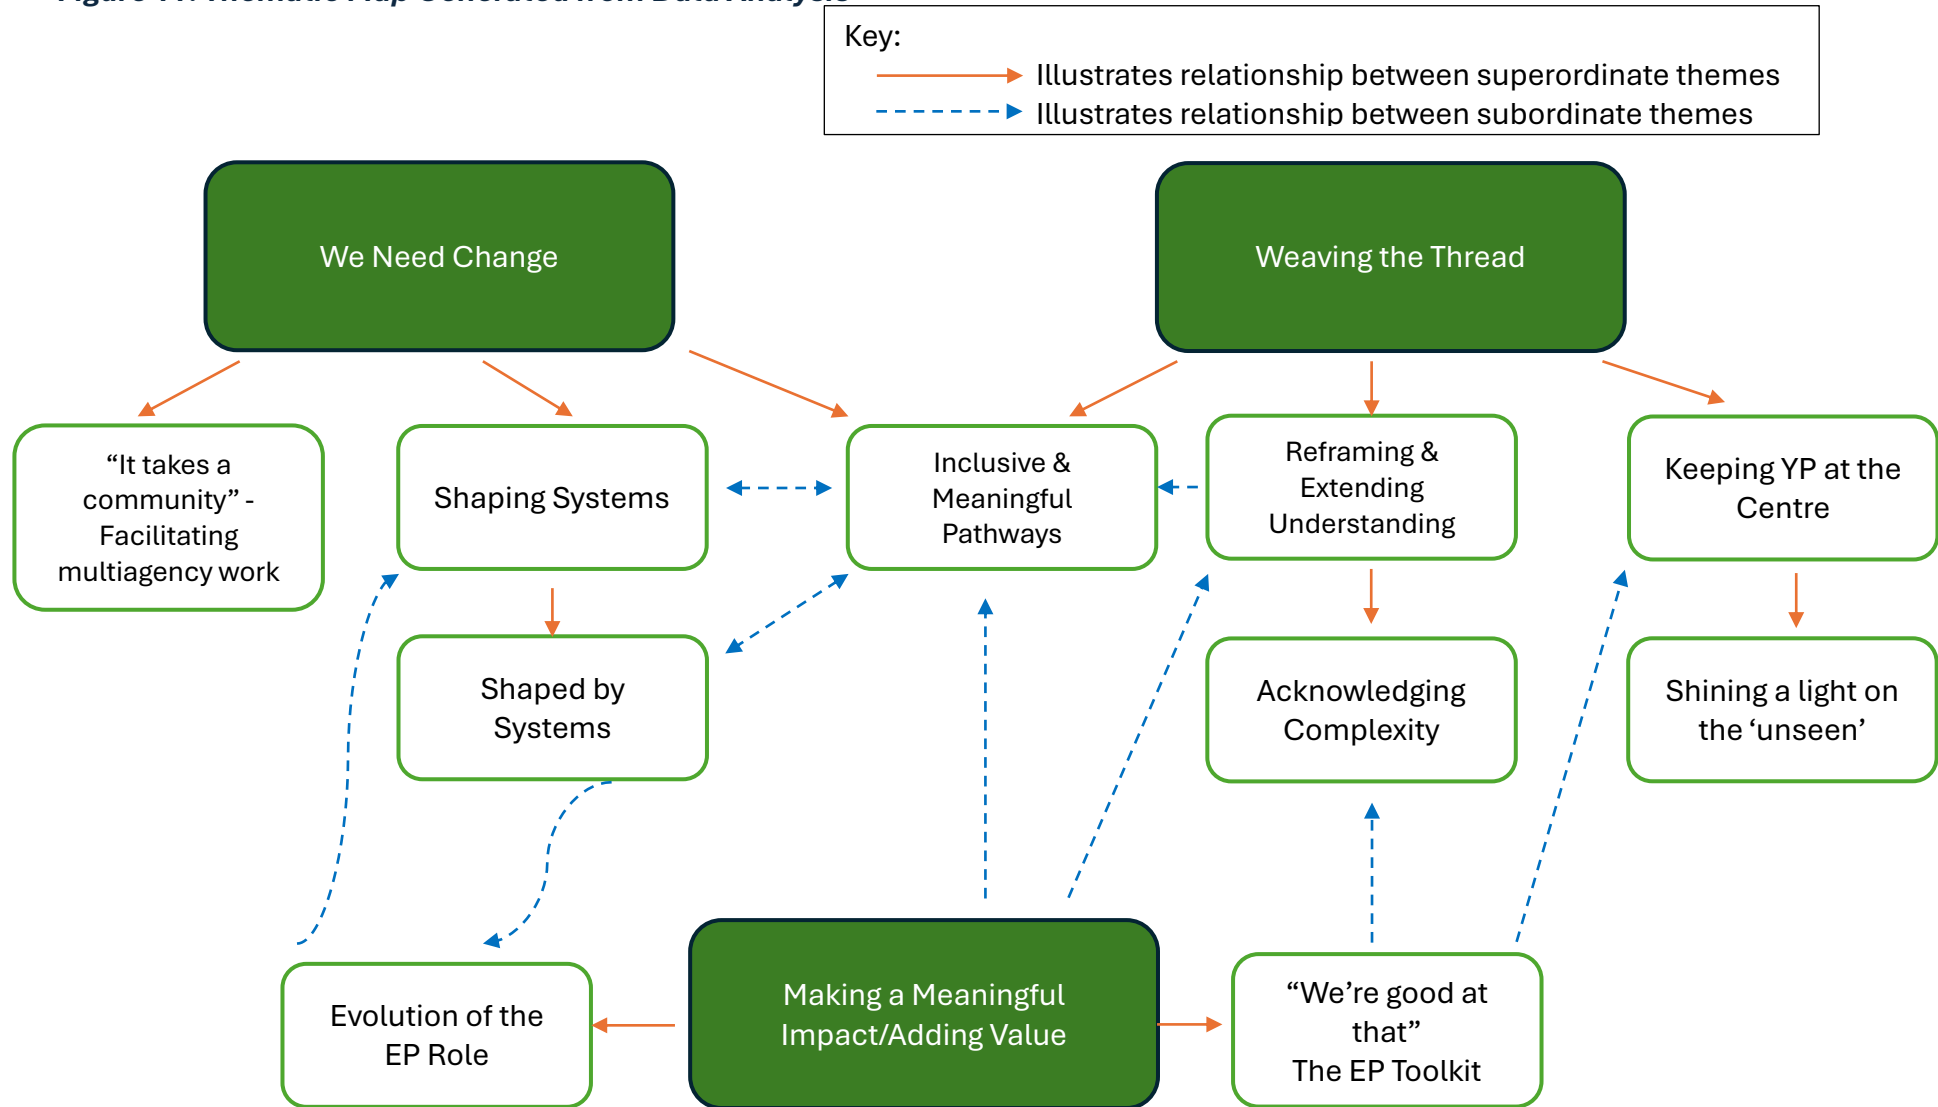 Key:
Illustrates relationship between superordinate themes
Illustrates relationship between subordinate themes
We Need Change
Weaving the Thread
“It takes a
community” -
Facilitating
multiagency work
Shaping Systems
Inclusive &
Meaningful
Pathways
Reframing &
Extending
Understanding
Keeping YP at the
Centre
Shaped by
Systems
Acknowledging
Complexity
Shining a light on
the ‘unseen’
Evolution of the
EP Role
Making a Meaningful
Impact/Adding Value
“We’re good at
that”
The EP Toolkit